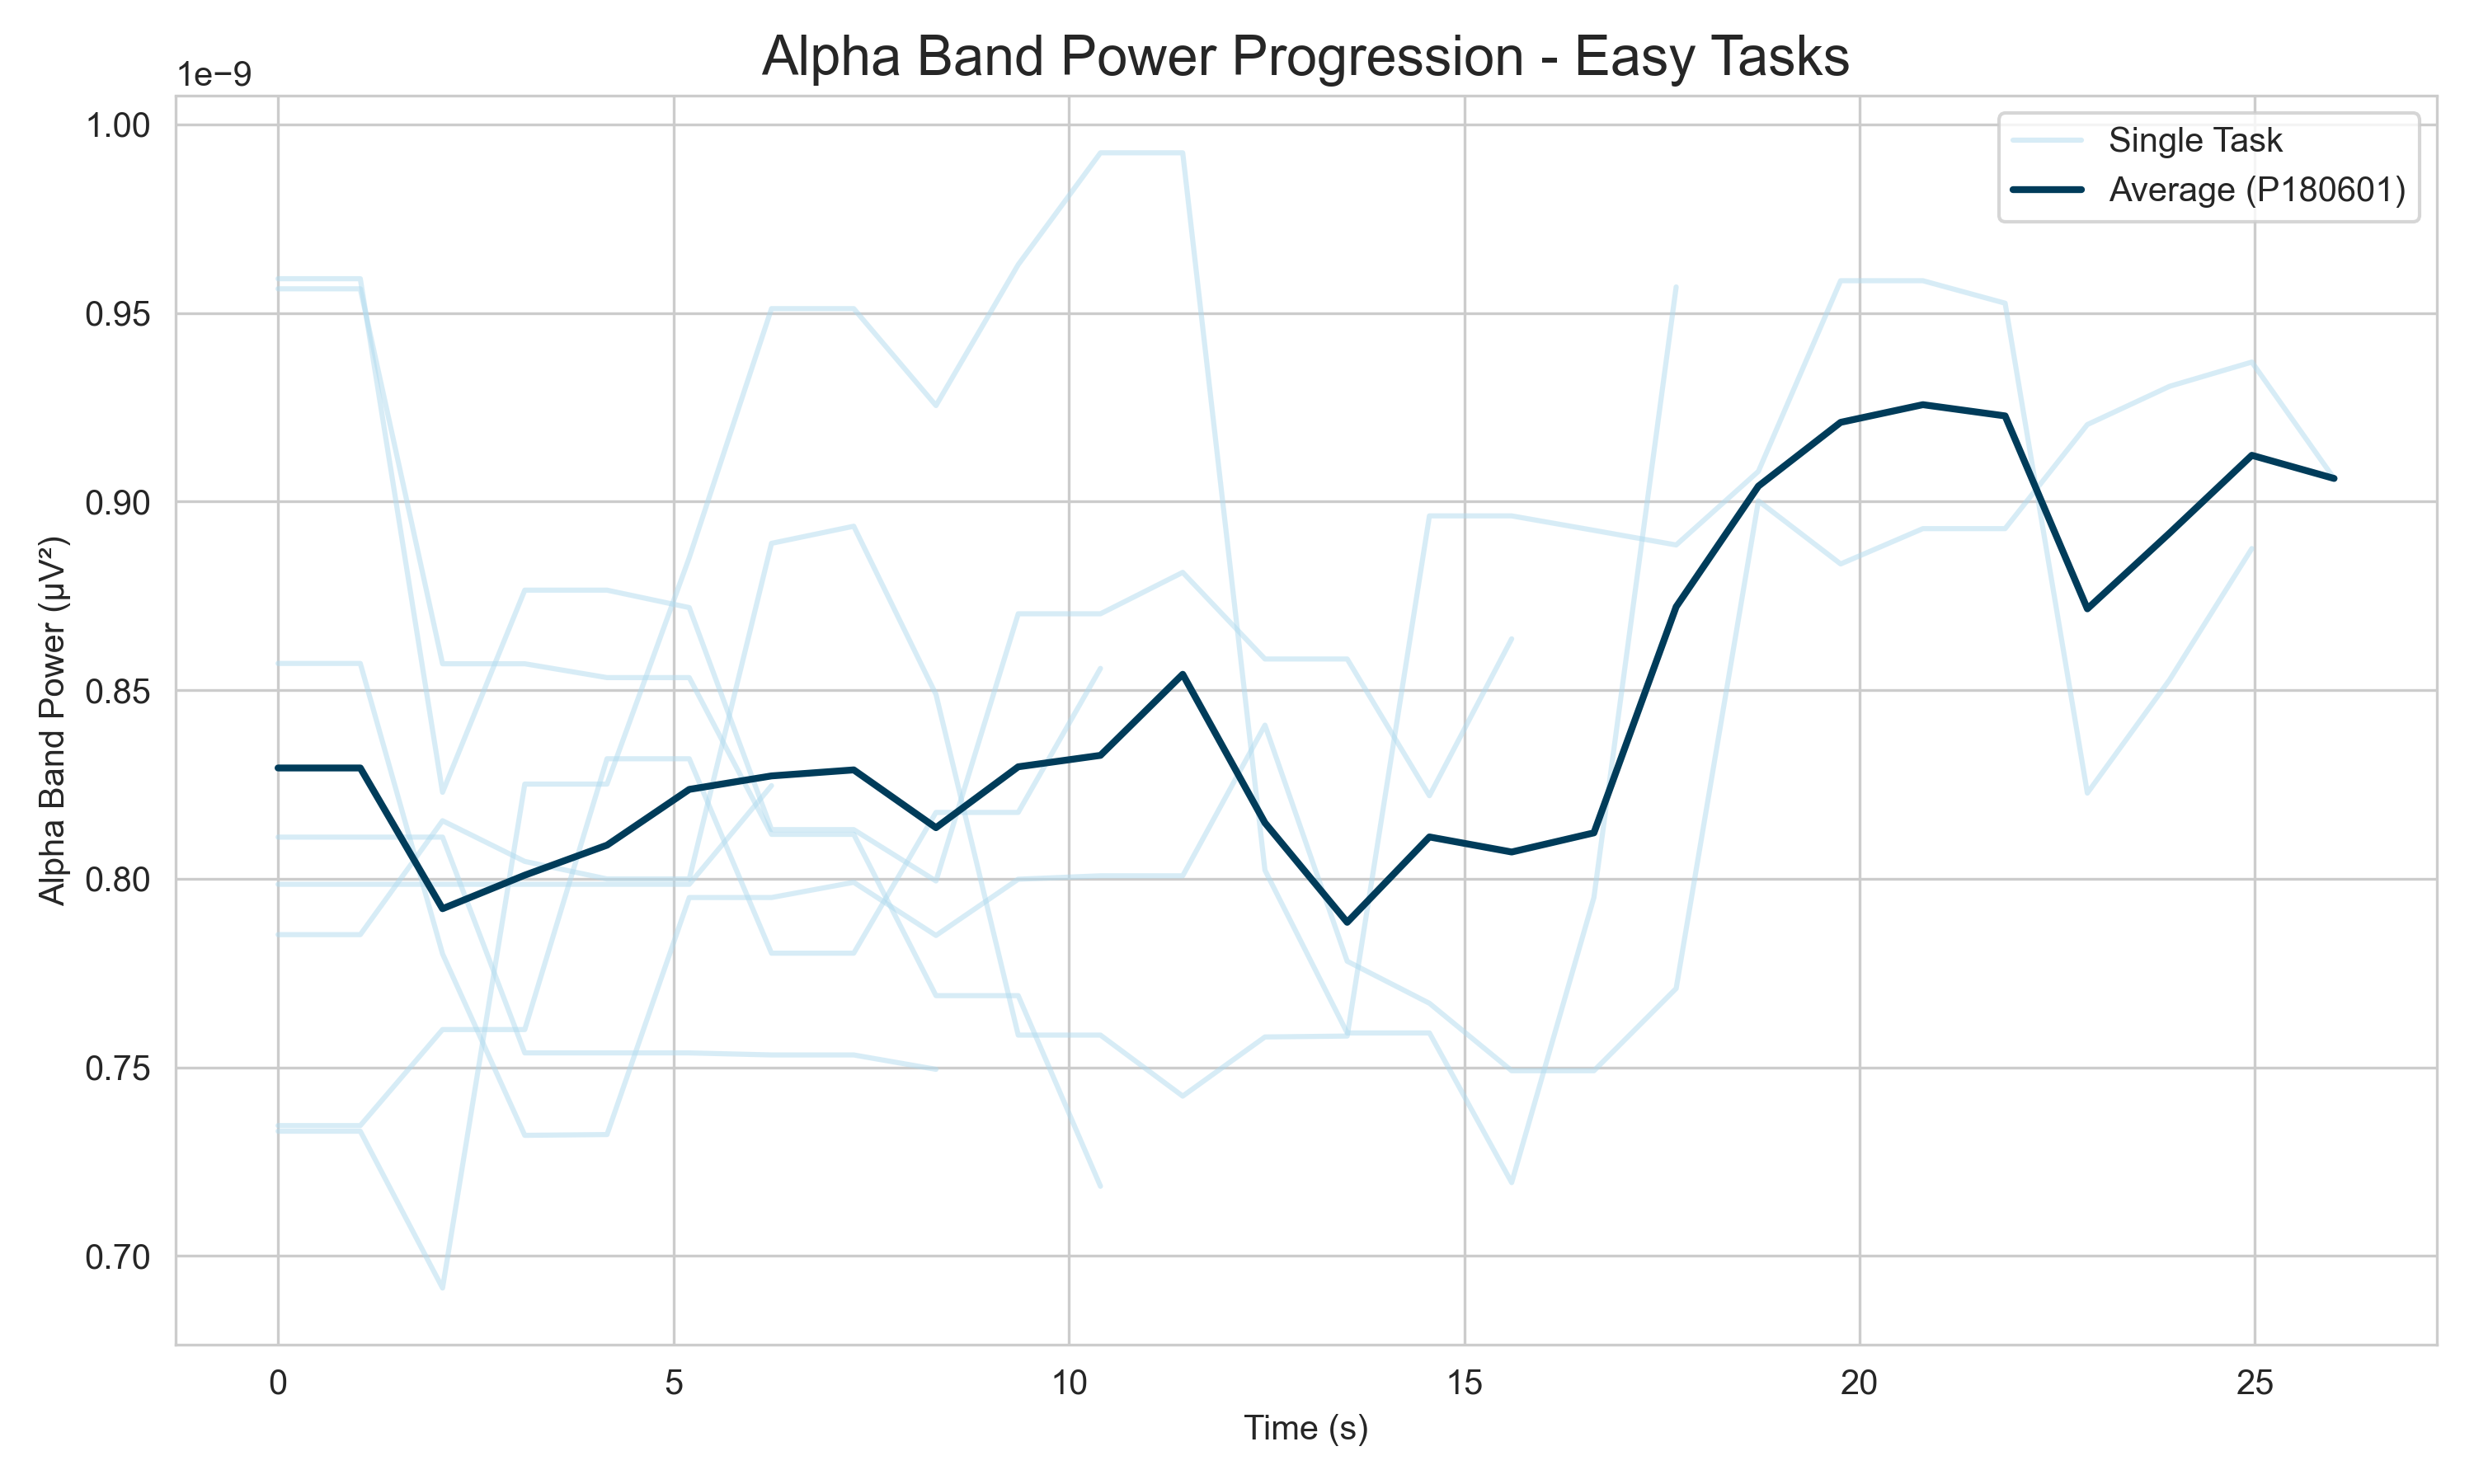 Alpha Band Power Progression - Easy Tasks
1e−9
1.00
0.95
0.90
0.85
0.80
0.75
0.70
Alpha Band Power (µV²)
Single Task
Average (P180601)
0 5 10 15 20 25
Time (s)